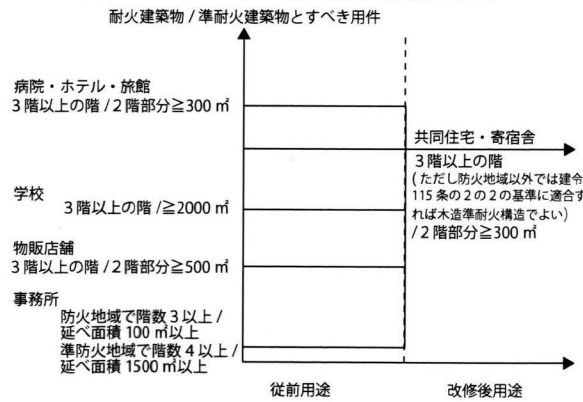 耐火建築物 / 準耐火建築物とすべき用件
病院・ホテル・旅館
3階以上の階 / 2階部分≧300 ㎡
共同住宅・寄宿舎
3階以上の階
(ただし防火地域以外では建令
115条の2の2の基準に適合す
れば木造準耐火構造でよい)
/ 2階部分≧300 ㎡
学校
3階以上の階 /≧2000 ㎡
物販店舗
3階以上の階 / 2階部分≧500 ㎡
事務所
防火地域で階数3以上 /
延べ面積 100 ㎡以上
準防火地域で階数4以上 /
延べ面積 1500 ㎡以上
従前用途
改修後用途